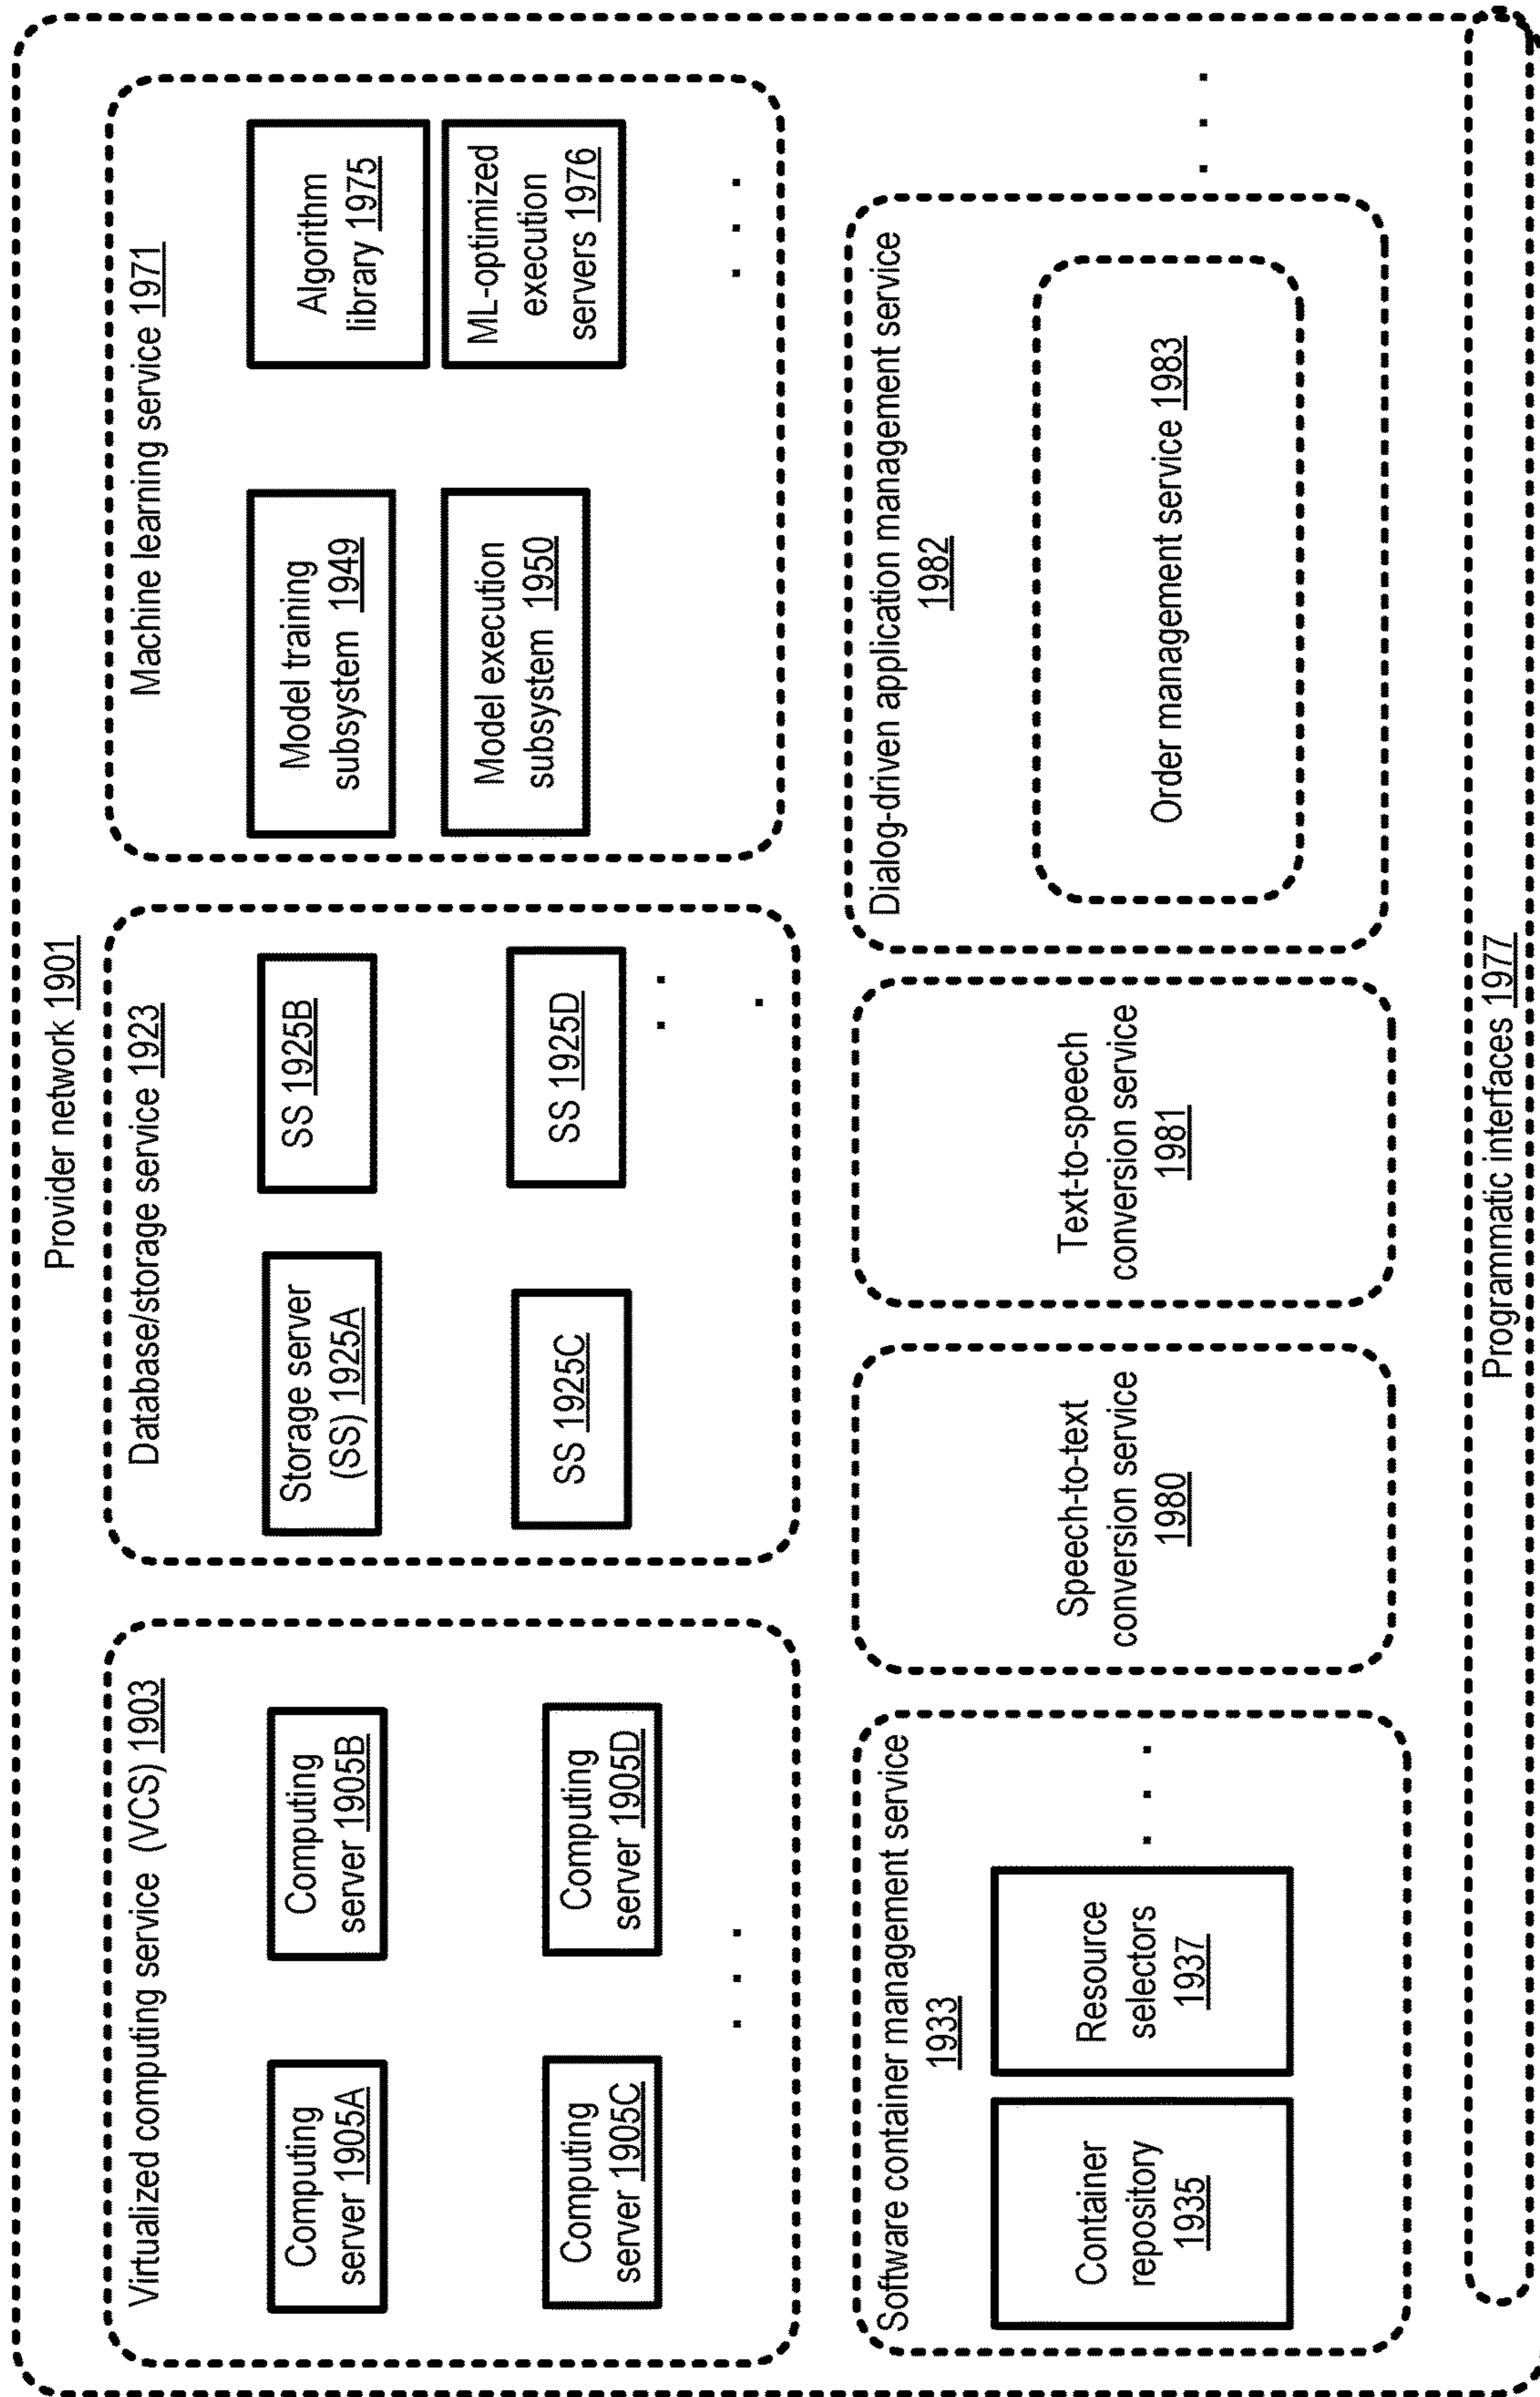 Provider network 1901
Virtualized computing service (VCS) 1903
Computing
server 1905A
Computing
server 1905B
Computing
server 1905C
Computing
server 1905D
. . .
Database/storage service 1923
Storage server
(SS) 1925A
SS 1925B
SS 1925C
SS 1925D
. . .
Machine learning service 1971
Model training
subsystem 1949
Algorithm
library 1975
Model execution
subsystem 1950
ML-optimized
execution
servers 1976
. . .
Software container management service
1933
Container
repository
1935
Resource
selectors
1937
. . .
Speech-to-text
conversion service
1980
Text-to-speech
conversion service
1981
Dialog-driven application management service
1982
Order management service 1983
. . .
Programmatic interfaces 1977